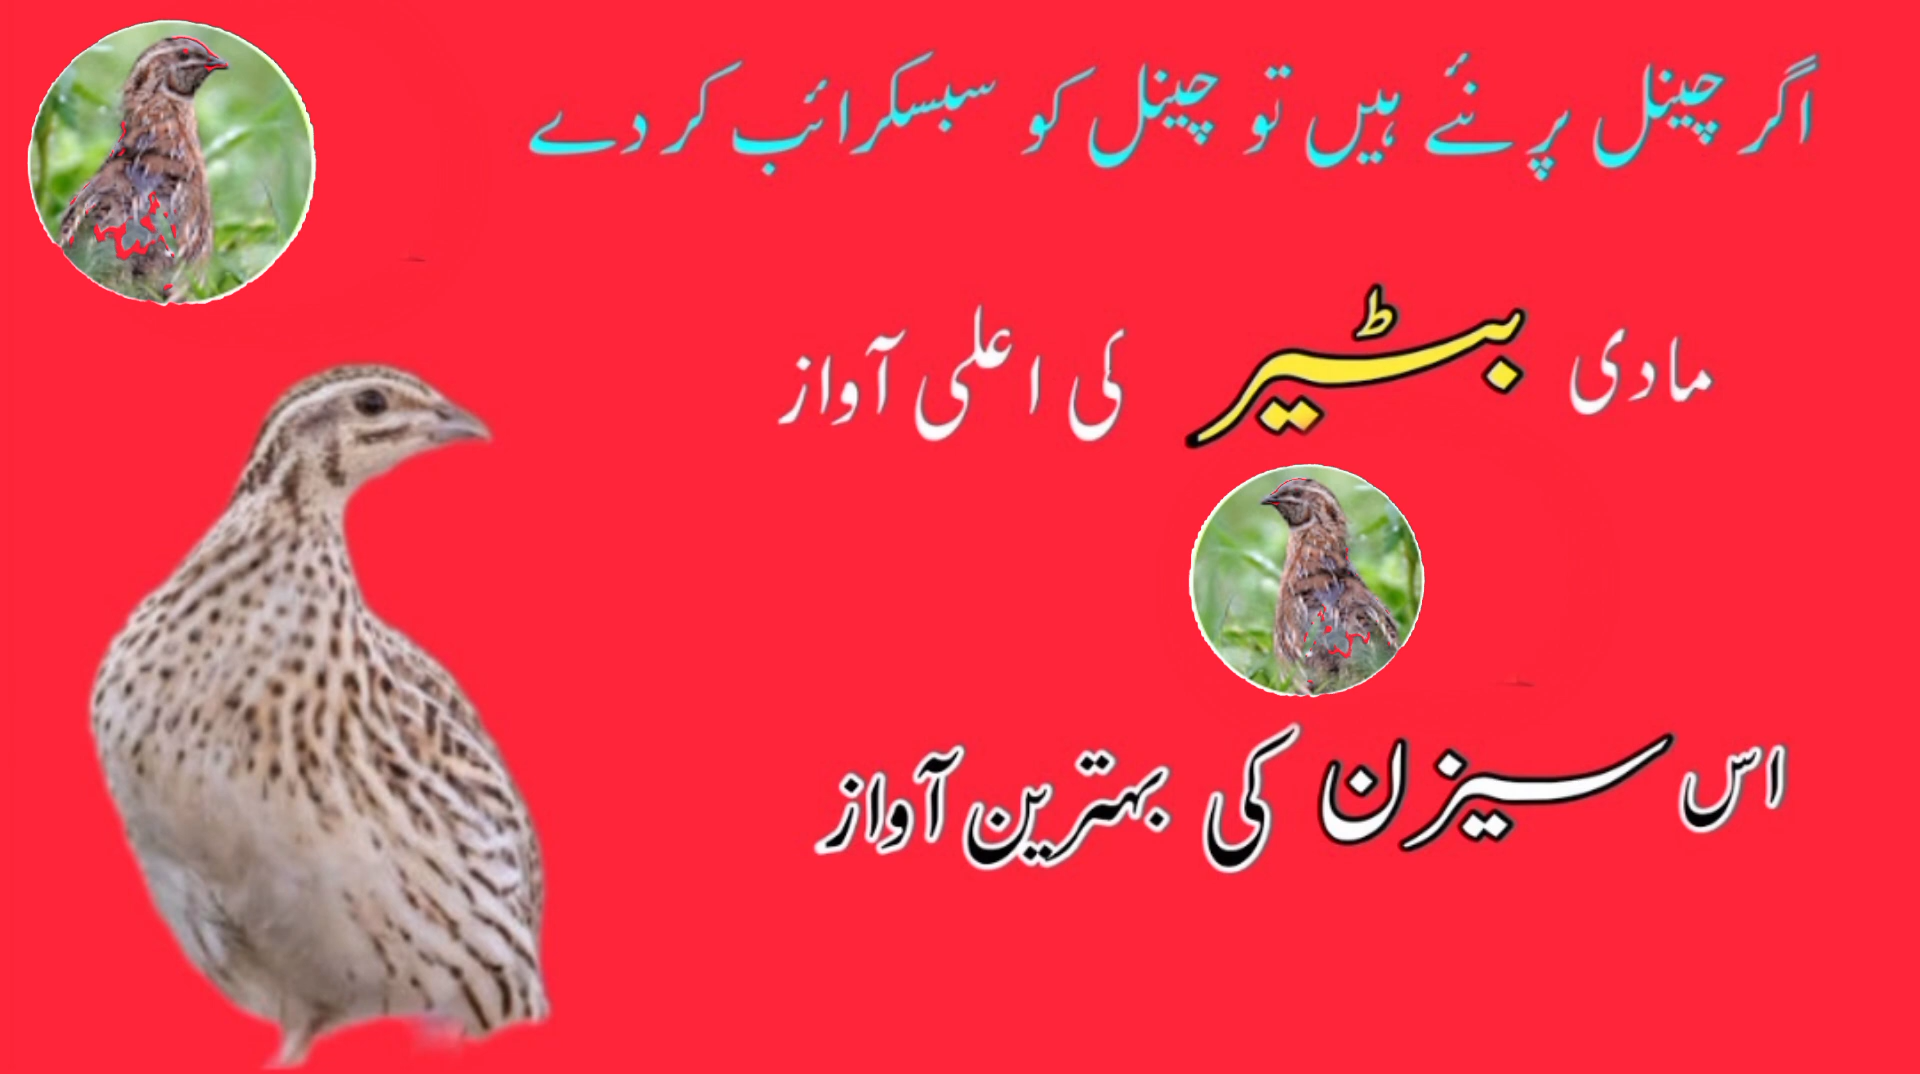 اگر چینل پر نئے ہیں تو چینل کو سبسکرائب کر دے
مادی بٹیر کی اعلی آواز
اس سیزن کی بہترین آواز